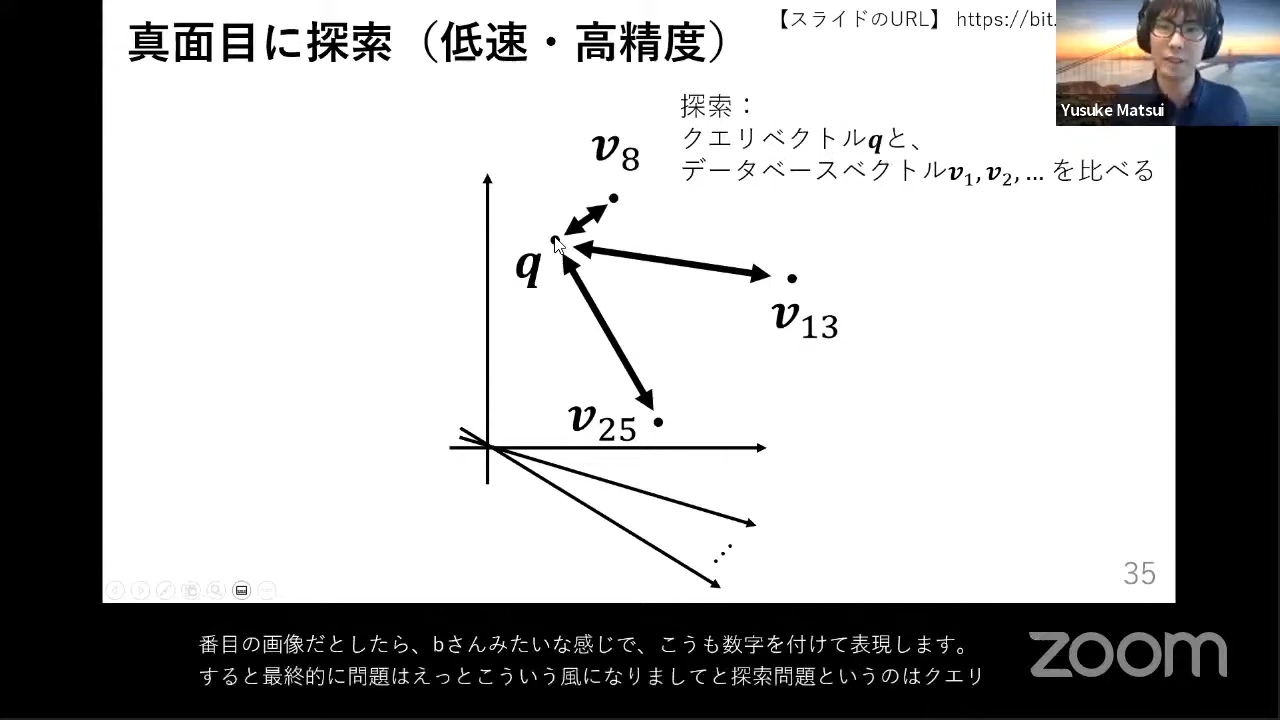 真面目に探索（低速・高精度）
【スライドのURL】 https://bit.
Yusuke Matsui
探索：
クエリベクトルqと、
データベースベクトルv1, v2, … を比べる
v8
q
v13
v25
35
番目の画像だとしたら、bさんみたいな感じで、こうも数字を付けて表現します。
すると最終的に問題はえっとこういう風になりましてと探索問題というのはクエリ
zoom